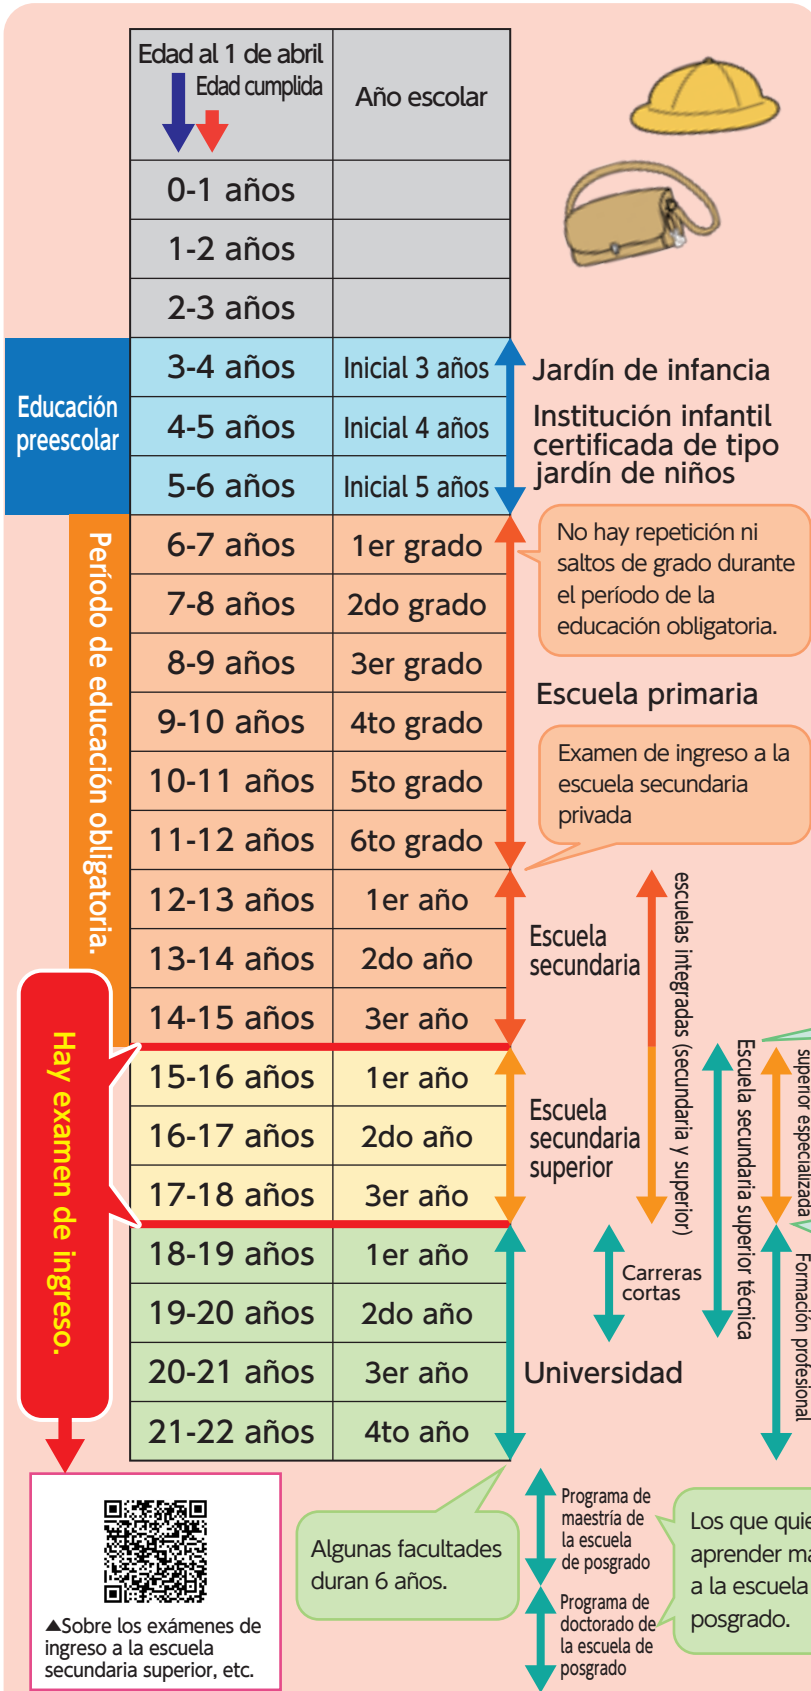 Edad al 1 de abril
Edad cumplida
Año escolar
0-1 años
1-2 años
2-3 años
Educación
preescolar
3-4 años
Inicial 3 años
4-5 años
Inicial 4 años
5-6 años
Inicial 5 años
Jardín de infancia
Institución infantil
certificada de tipo
jardín de niños
Período de educación obligatoria.
6-7 años
1er grado
7-8 años
2do grado
8-9 años
3er grado
9-10 años
4to grado
10-11 años
5to grado
11-12 años
6to grado
No hay repetición ni
saltos de grado durante
el período de la
educación obligatoria.
Escuela primaria
Examen de ingreso a la
escuela secundaria
privada
12-13 años
1er año
13-14 años
2do año
14-15 años
3er año
Escuela
secundaria
escuelas integradas (secundaria y superior)
Hay examen de ingreso.
15-16 años
1er año
16-17 años
2do año
17-18 años
3er año
Escuela
secundaria
superior
Escuela secundaria superior técnica
superior especializada
18-19 años
1er año
19-20 años
2do año
20-21 años
3er año
21-22 años
4to año
Carreras
cortas
Universidad
Formación profesional
▲Sobre los exámenes de
ingreso a la escuela
secundaria superior, etc.
Algunas facultades
duran 6 años.
Programa de
maestría de
la escuela
de posgrado
Programa de
doctorado de
la escuela de
posgrado
Los que
aprender
a la escuela
posgrado.